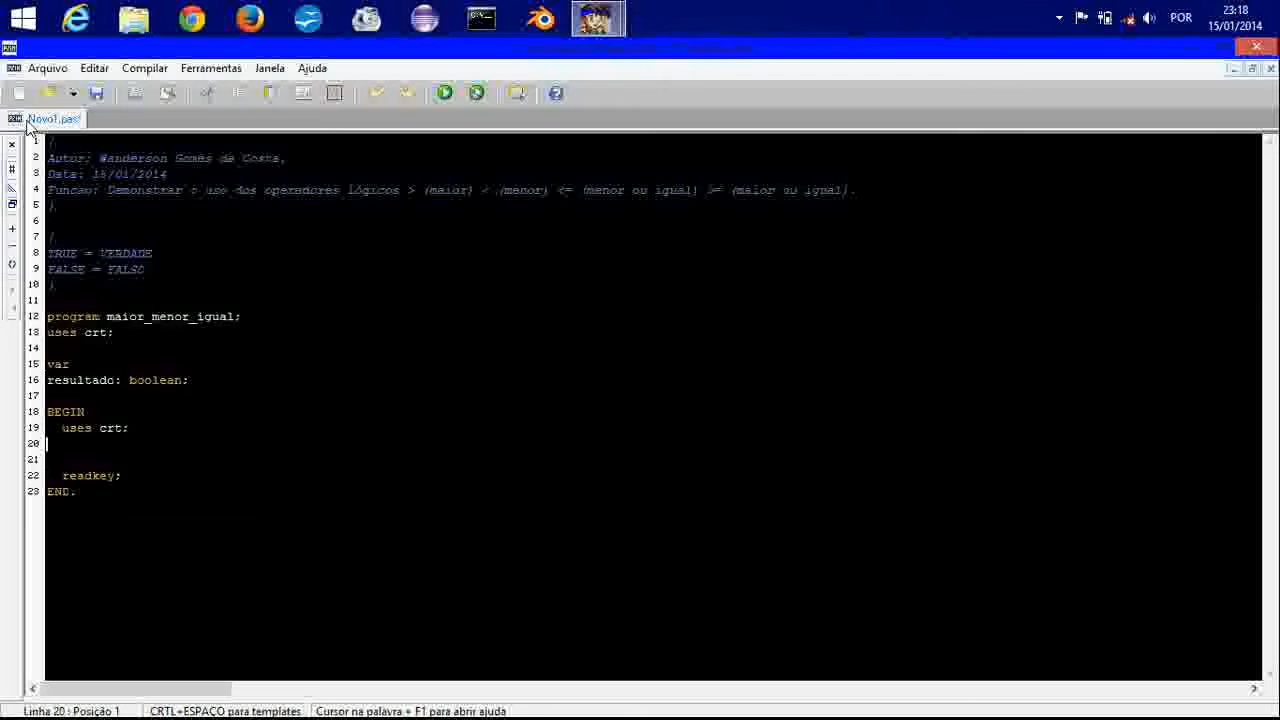 23:18
POR
15/01/2014
Arquivo Editar Compilar Ferramentas Janela Ajuda
Novo1.pas*
1 {
2 Autor: Wanderson Gomes da Costa.
3 Data: 15/01/2014
4 Funcao: Demonstrar o uso dos operadores lógicos > (maior) < (menor) <= (menor ou igual) >= (maior ou igual).
5 }
6
7 {
8 TRUE = VERDADE
9 FALSE = FALSO
10 }
11
12 program maior_menor_igual;
13 uses crt;
14
15 var
16 resultado: boolean;
17
18 BEGIN
19 uses crt;
20
21
22 readkey;
23 END.
Linha 20 : Posição 1 CRTL+ESPAÇO para templates Cursor na palavra + F1 para abrir ajuda